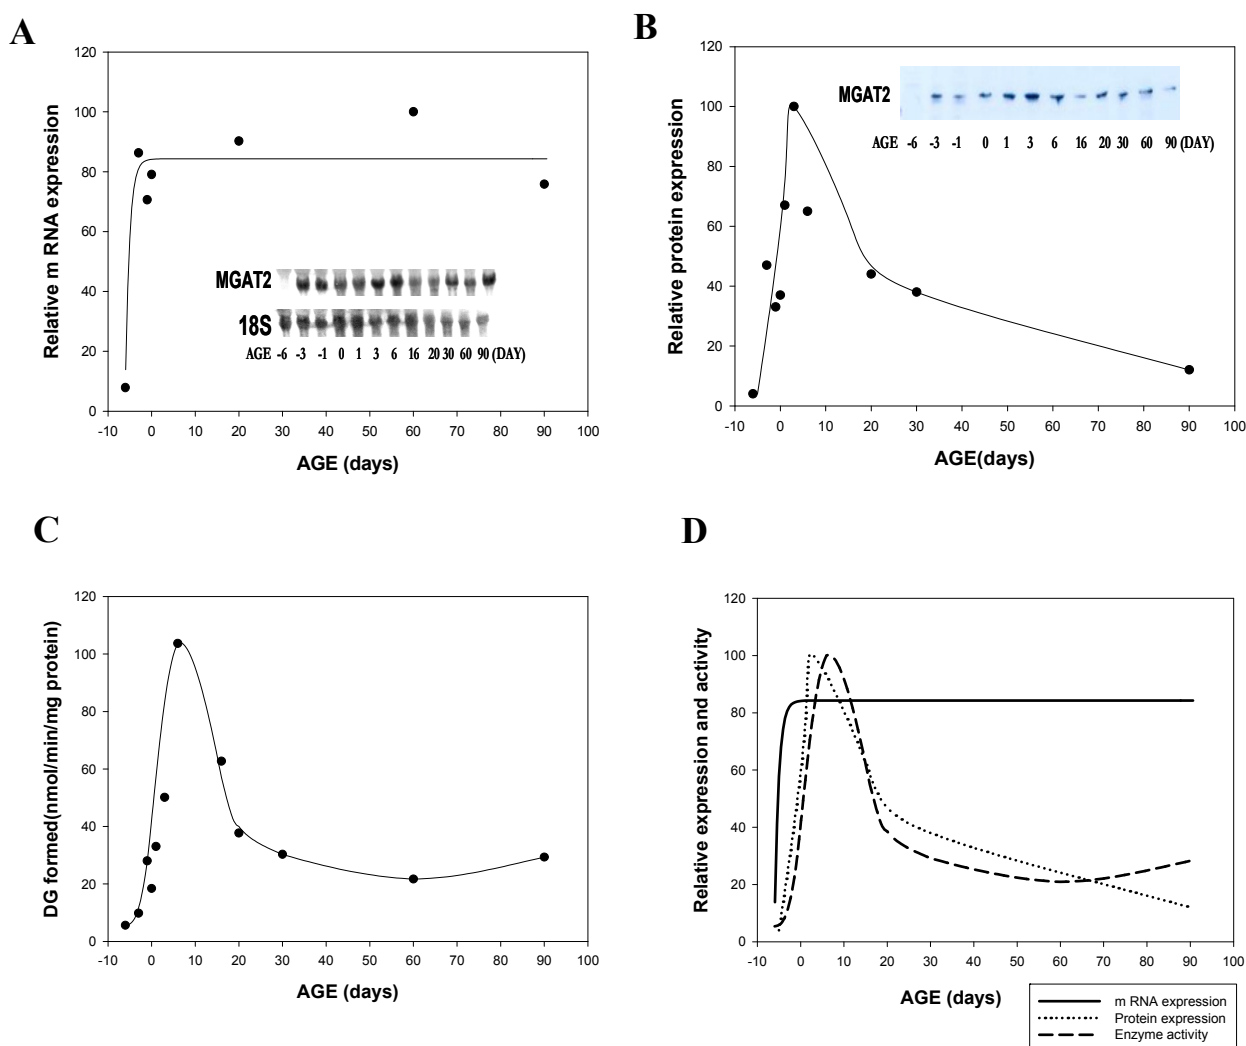 A
120
100
80
60
40
20
0
Relative m RNA expression
MGAT2
18S
AGE -6 -3 -1 0 1 3 6 16 20 30 60 90 (DAY)
-10 0 10 20 30 40 50 60 70 80 90 100
AGE (days)
B
120
100
80
60
40
20
0
Relative protein expression
MGAT2
AGE -6 -3 -1 0 1 3 6 16 20 30 60 90 (DAY)
-10 0 10 20 30 40 50 60 70 80 90 100
AGE(days)
C
120
100
80
60
40
20
0
DG formed(nmol/min/mg protein)
-10 0 10 20 30 40 50 60 70 80 90 100
AGE (days)
D
120
100
80
60
40
20
0
Relative expression and activity
-10 0 10 20 30 40 50 60 70 80 90 100
AGE (days)
m RNA expression
Protein expression
Enzyme activity